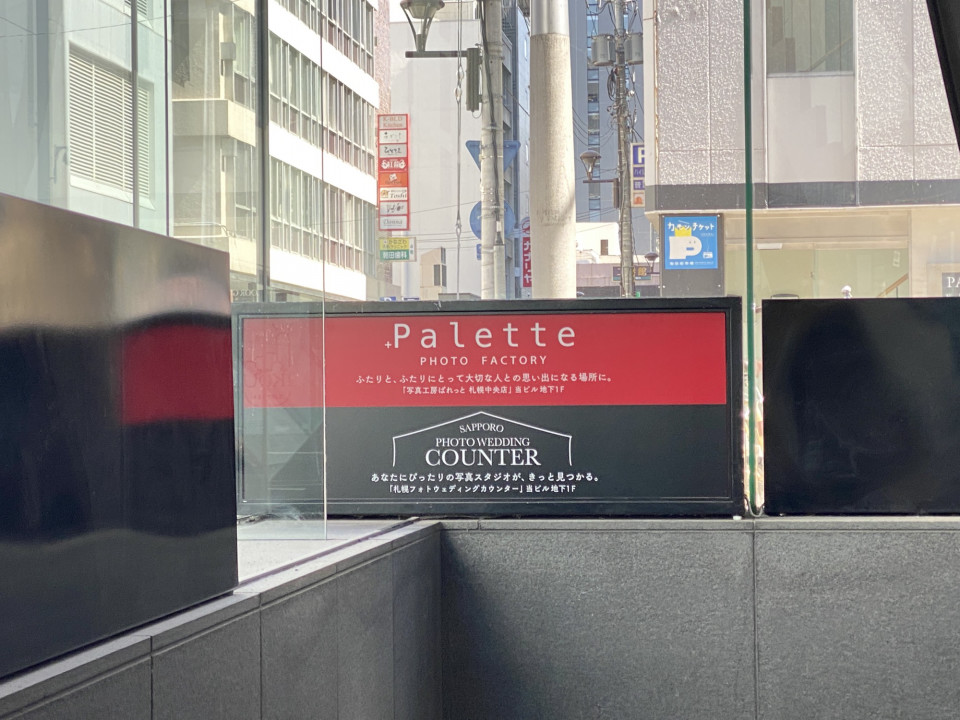 +Palette
PHOTO FACTORY
ふたりと、ふたりにとって大切な人との思い出になる場所に。
「写真工房ぱれっと 札幌中央店」当ビル地下1F
SAPPORO
PHOTO WEDDING
COUNTER
あなたにぴったりの写真スタジオが、きっと見つかる。
「札幌フォトウェディングカウンター」当ビル地下1F
P
PA